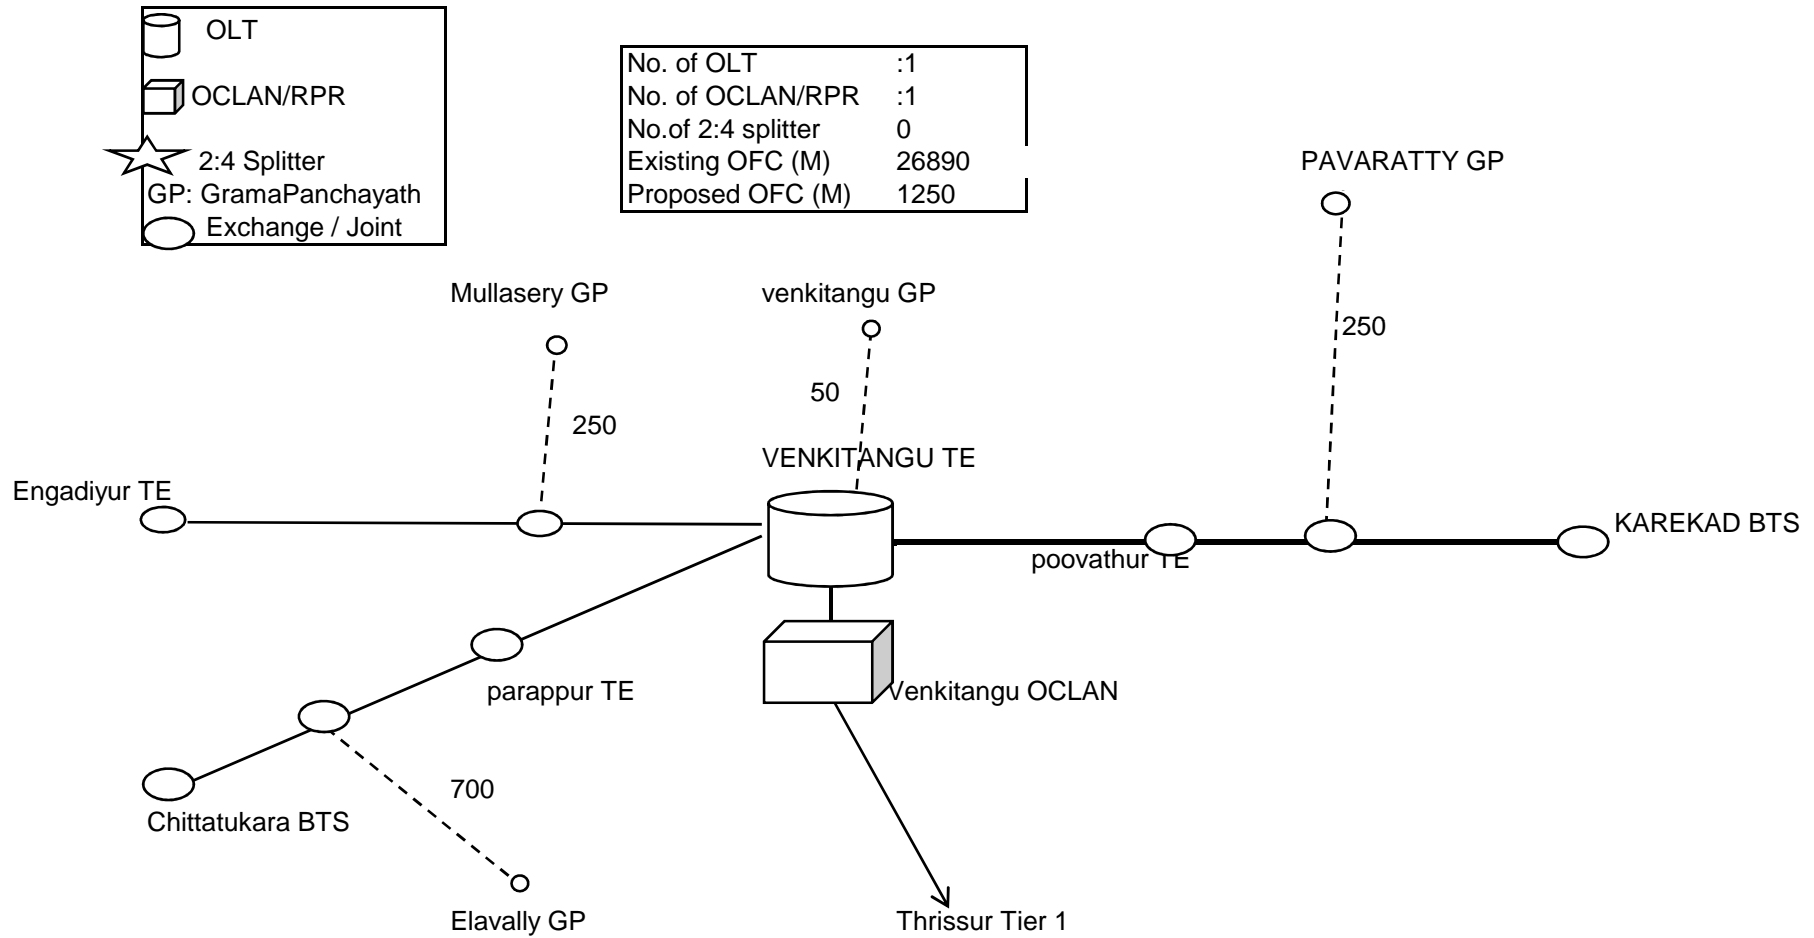 OLT
OCLAN/RPR
2:4 Splitter
GP: GramaPanchayath
Exchange / Joint
No. of OLT :1
No. of OCLAN/RPR :1
No.of 2:4 splitter 0
Existing OFC (M) 26890
Proposed OFC (M) 1250
PAVARATTY GP
Mullasery GP
venkitangu GP
250
50
250
VENKITANGU TE
Engadiyur TE
KAREKAD BTS
poovathur TE
parappur TE
Venkitangu OCLAN
700
Chittatukara BTS
Elavally GP
Thrissur Tier 1